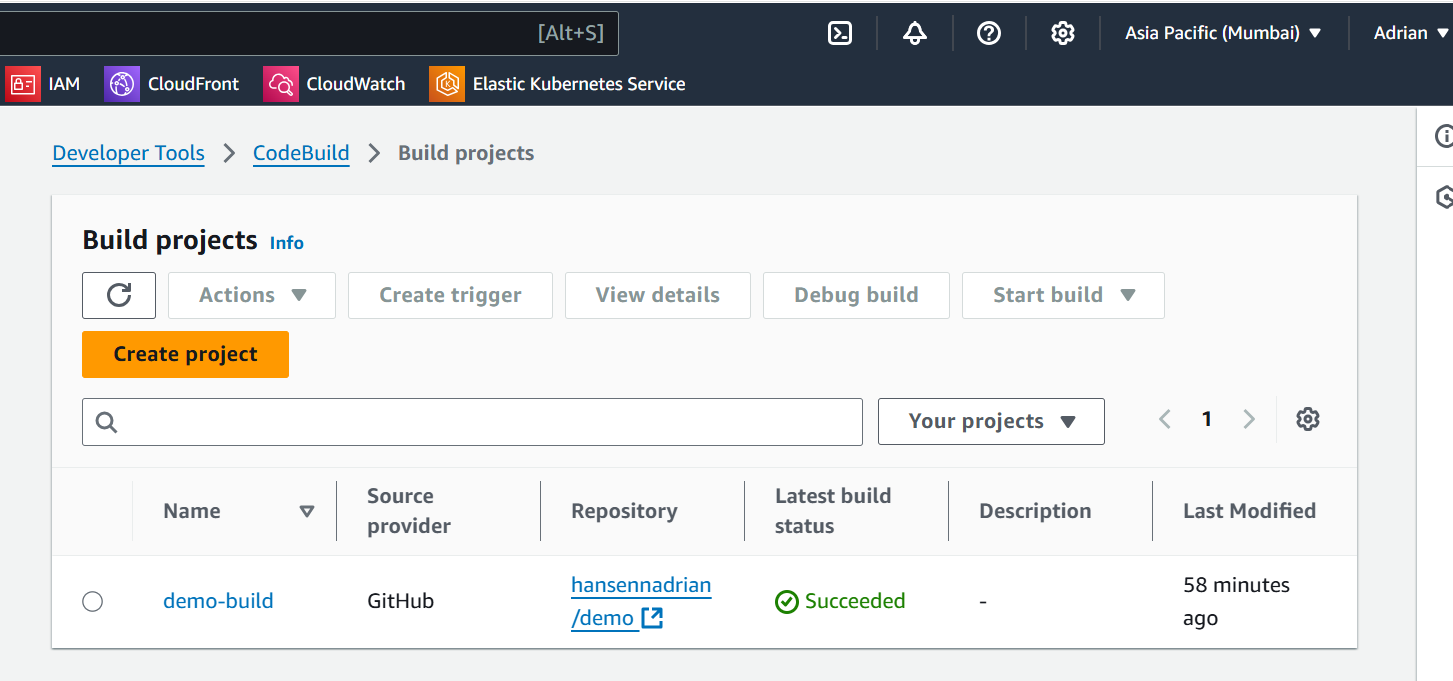 [Alt+S]
Asia Pacific (Mumbai)
Adrian
IAM
CloudFront
CloudWatch
Elastic Kubernetes Service
Developer Tools
CodeBuild
Build projects
Build projects Info
Actions
Create trigger
View details
Debug build
Start build
Create project
Your projects
1
Name
Source
provider
Repository
Latest build
status
Description
Last Modified
demo-build
GitHub
hansennadrian
/demo
Succeeded
-
58 minutes
ago